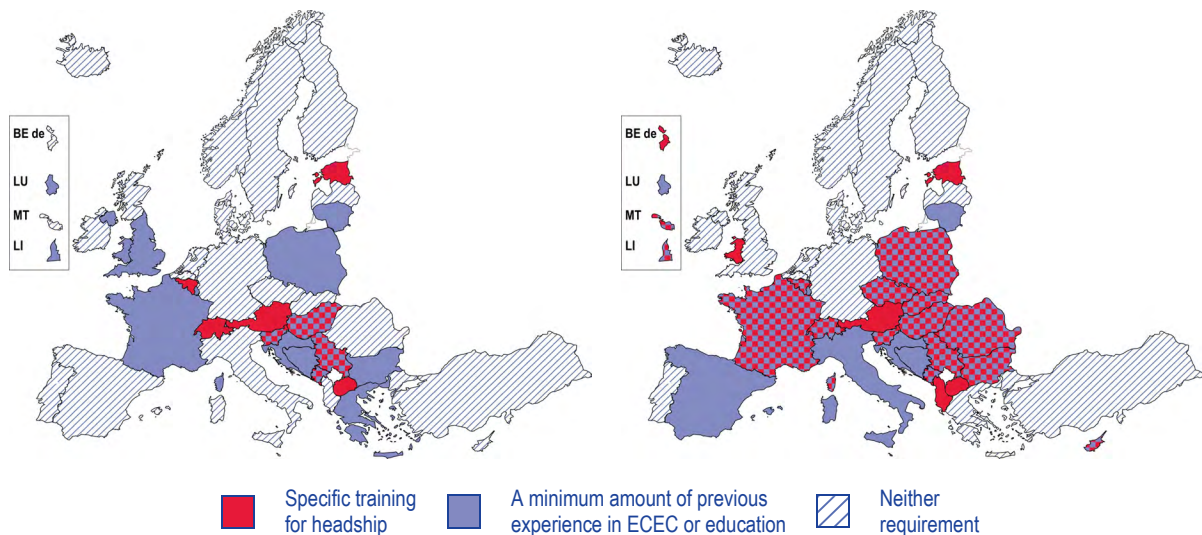 BE de
LU
MT
LI
BE de
LU
MT
LI
Specific training
for headship
A minimum amount of previous
experience in ECEC or education
Neither
requirement